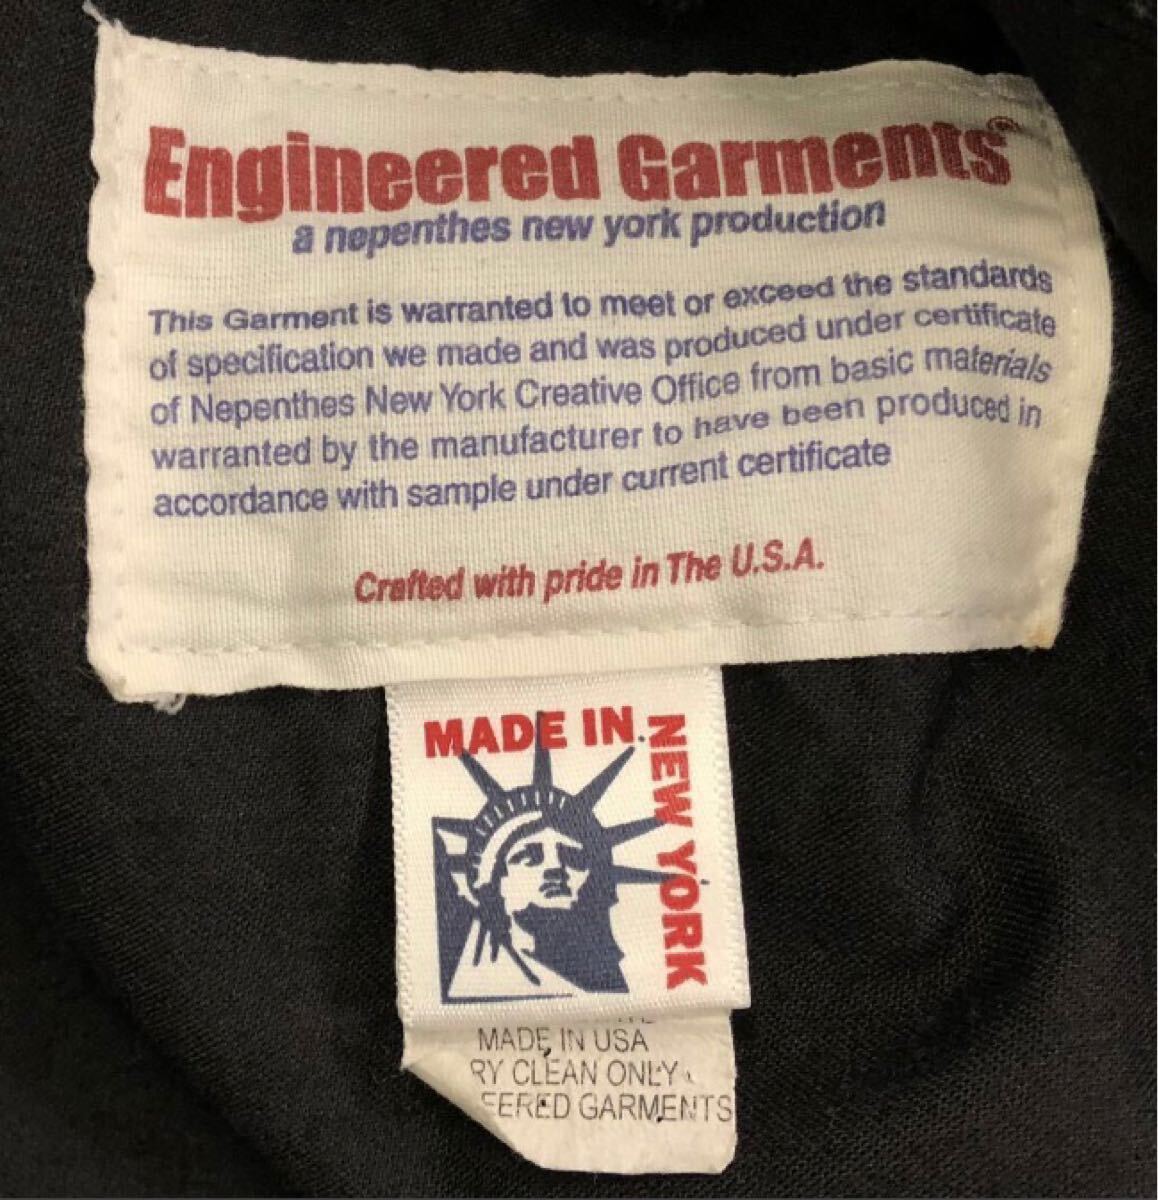 Engineered Garments®
a nepenthes new york production
This Garment is warranted to meet or exceed the standards
of specification we made and was produced under certificate
of Nepenthes New York Creative Office from basic materials
warranted by the manufacturer to have been produced in
accordance with sample under current certificate
Crafted with pride in The U.S.A.
MADE IN
NEW YORK
MADE IN USA
RY CLEAN ONLY
EERED GARMENTS